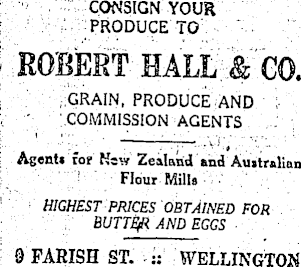 CONSIGN YOUR
PRODUCE TO
ROBERT HALL & CO.
GRAIN, PRODUCE AND
COMMISSION AGENTS
Agents for New Zealand and Australian
Flour Mills
HIGHEST PRICES OBTAINED FOR
BUTTER AND EGGS
9 FARISH ST. :: WELLINGTON